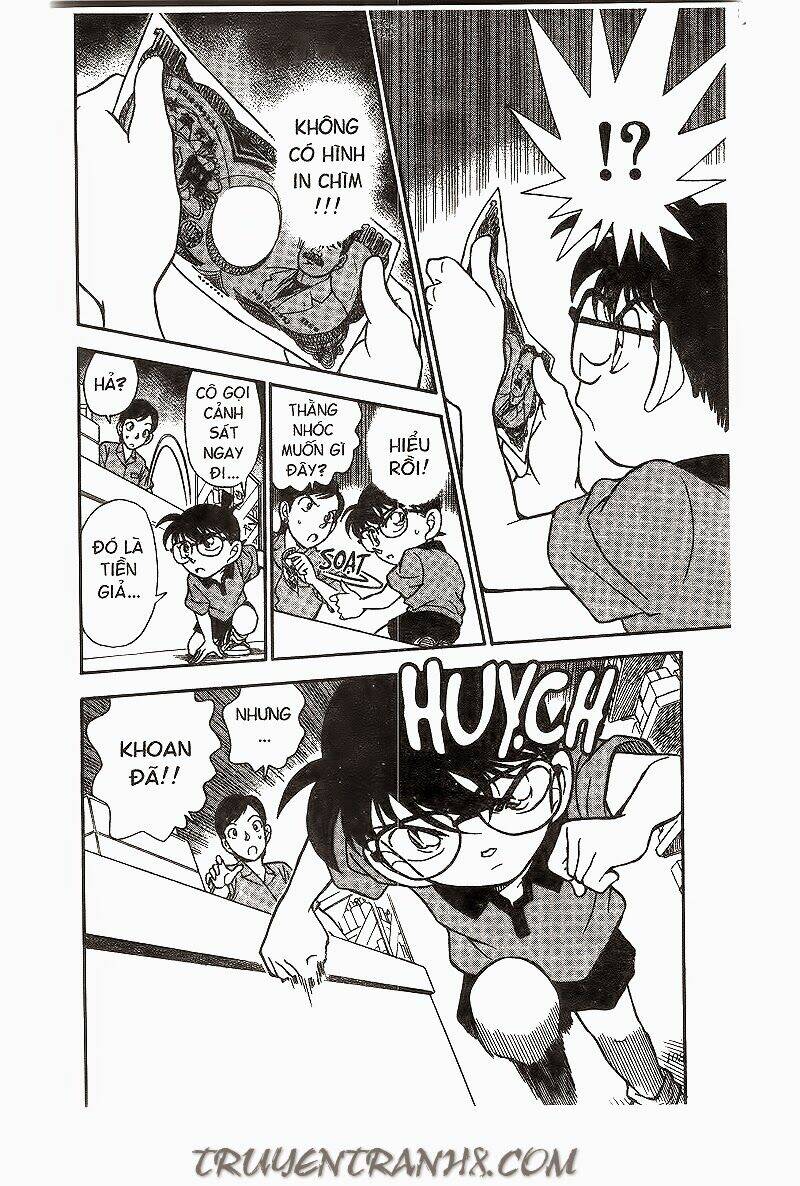 !?
KHÔNG
CÓ HÌNH
IN CHÌM
!!!
HIỂU
RỒI!
THẰNG
NHÓC
MUỐN GÌ
ĐÂY?
SOẠT
CÔ GỌI
CẢNH
SÁT
NGAY
ĐI...
HẢ?
ĐÓ LÀ
TIỀN
GIẢ...
HUỴCH
NHƯNG
...
KHOAN
ĐÃ!!
TRUYENTRANH8.COM